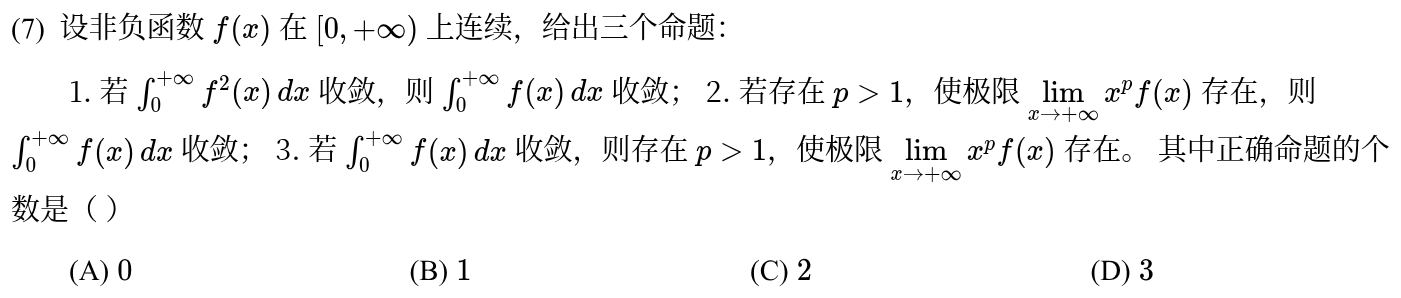 (7) 设非负函数 f(x) 在 [0, +∞) 上连续，给出三个命题：
1. 若 ∫₀^{+∞} f²(x) dx 收敛，则 ∫₀^{+∞} f(x) dx 收敛； 2. 若存在 p > 1，使极限 lim_{x→+∞} x^p f(x) 存在，则
∫₀^{+∞} f(x) dx 收敛； 3. 若 ∫₀^{+∞} f(x) dx 收敛，则存在 p > 1，使极限 lim_{x→+∞} x^p f(x) 存在。 其中正确命题的个
数是（ ）
(A) 0 (B) 1 (C) 2 (D) 3